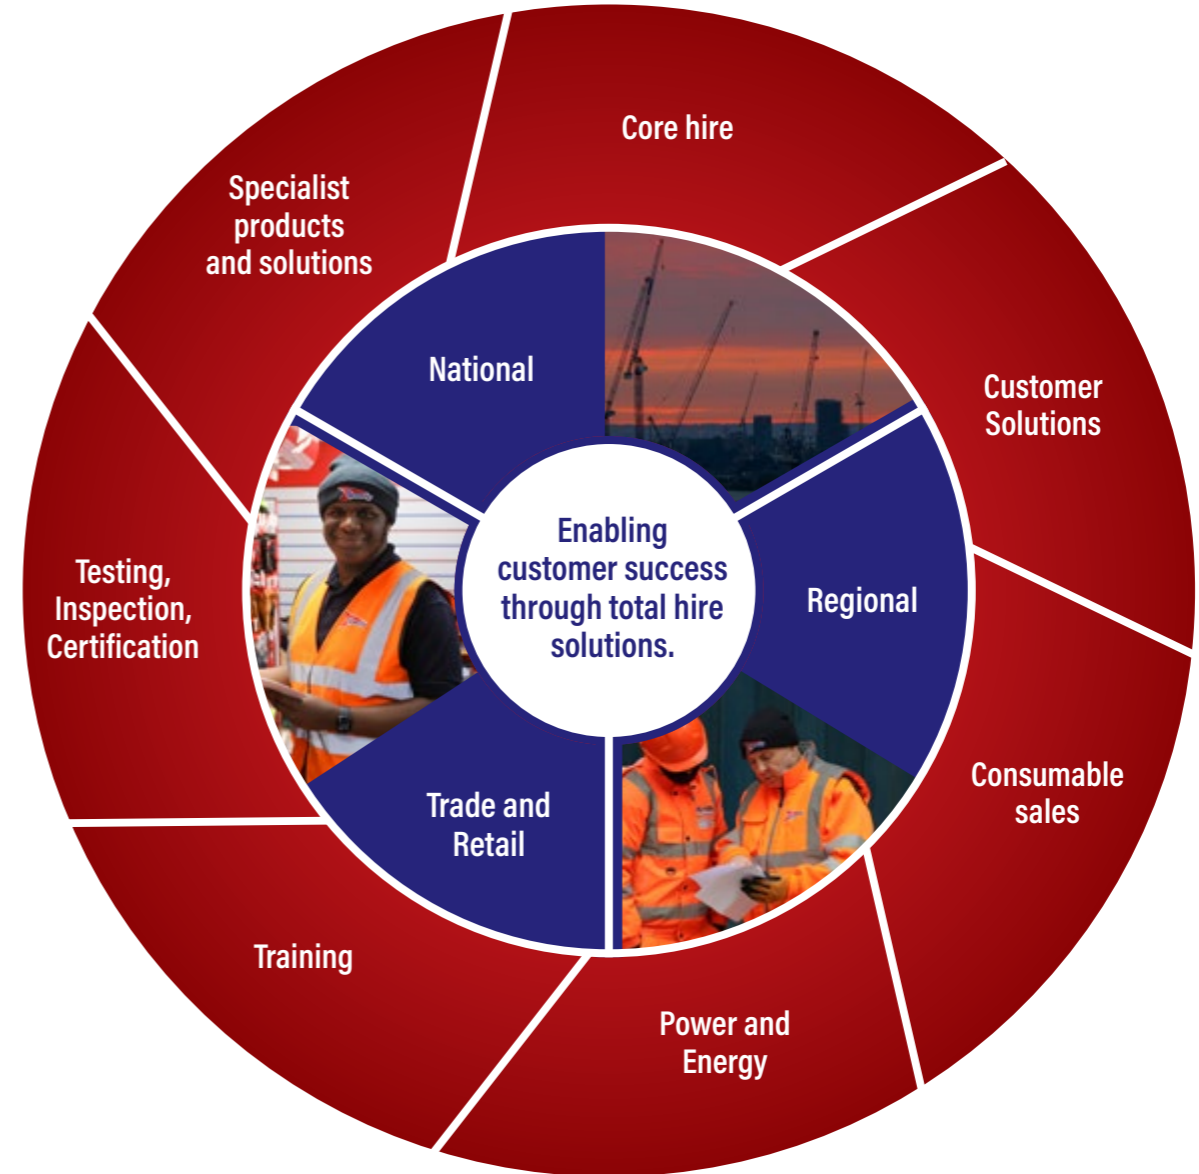 Core hire
Specialist
products
and solutions
National
Customer
Solutions
Enabling
customer success
through total hire
solutions.
Regional
Testing,
Inspection,
Certification
Trade and
Retail
Consumable
sales
Training
Power and
Energy